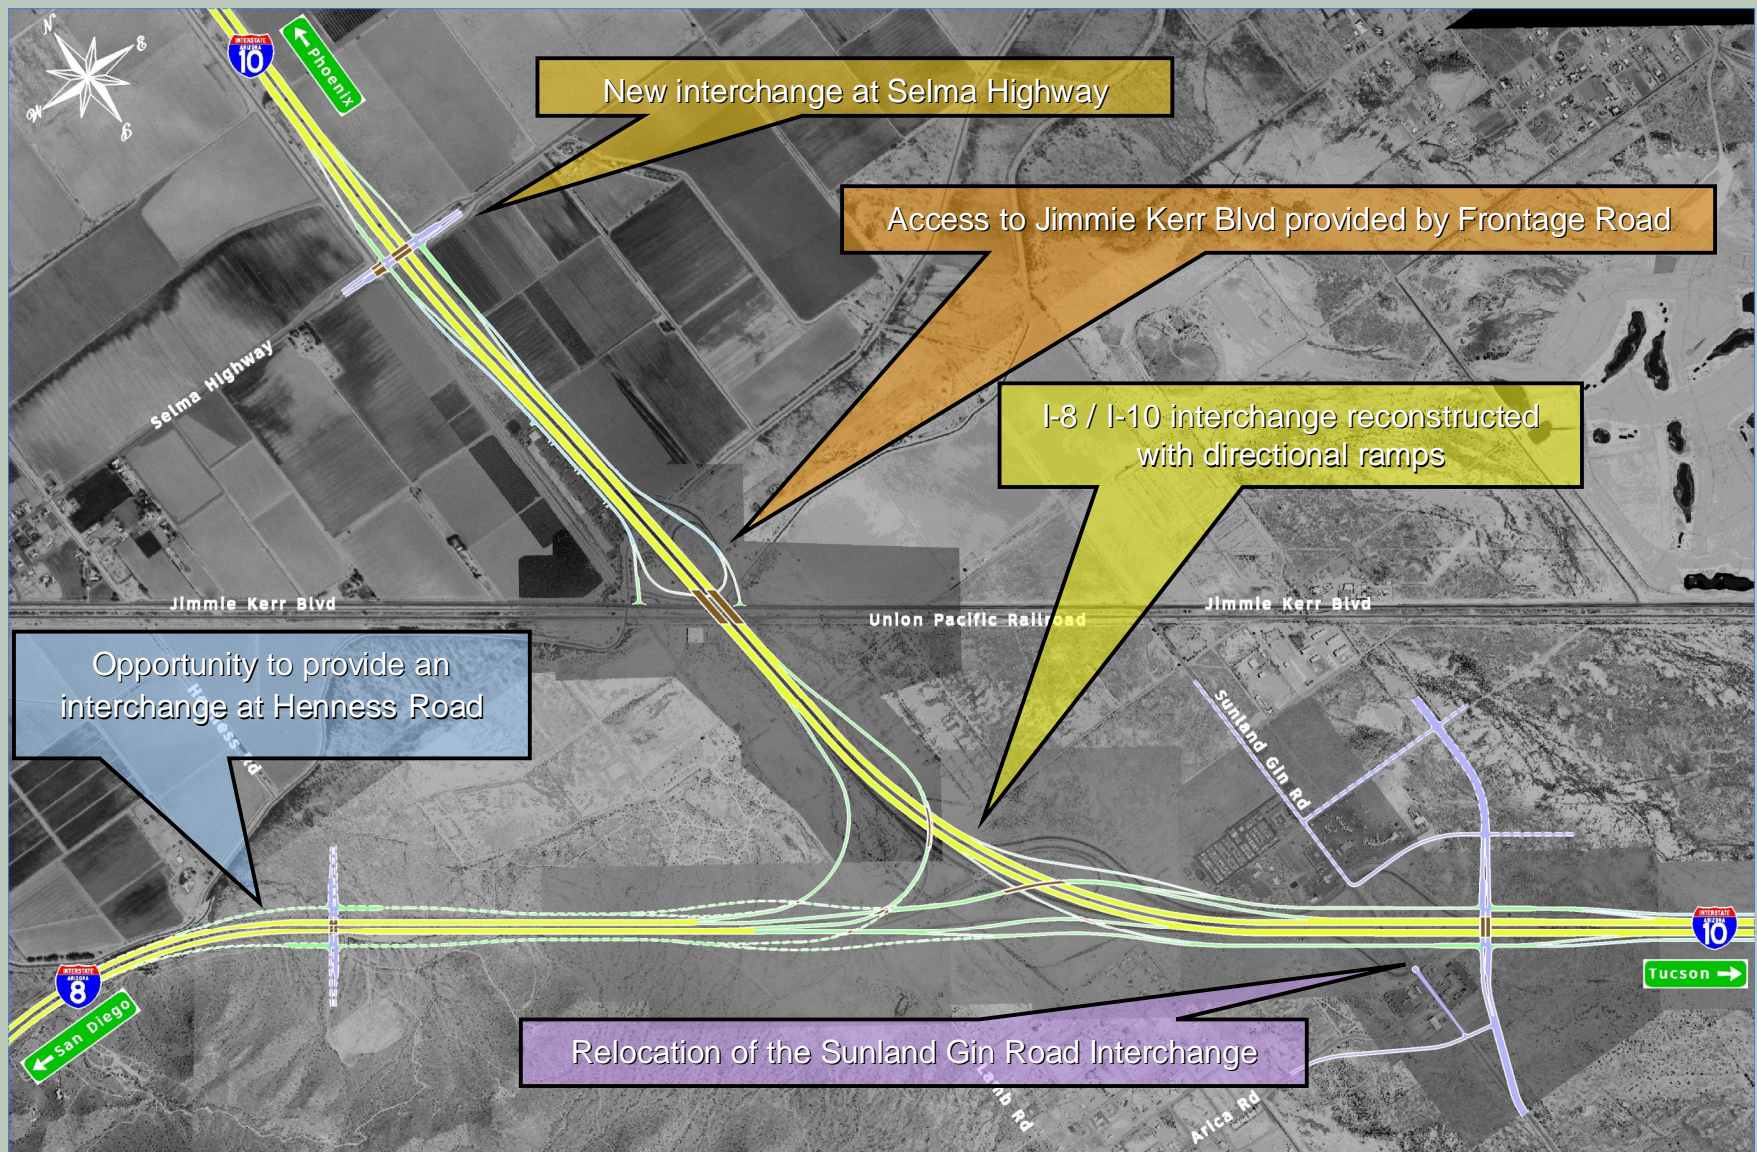 N
E
W
S
INTERSTATE
ARIZONA
10
Phoenix
New interchange at Selma Highway
Access to Jimmie Kerr Blvd provided by Frontage Road
Selma Highway
I-8 / I-10 interchange reconstructed
with directional ramps
Jimmie Kerr Blvd
Union Pacific Railroad
Jimmie Kerr Blvd
Opportunity to provide an
interchange at Henness Road
Sunland Gin Rd
INTERSTATE
ARIZONA
10
Tucson
INTERSTATE
ARIZONA
8
San Diego
Relocation of the Sunland Gin Road Interchange
Lamb Rd
Arica Rd